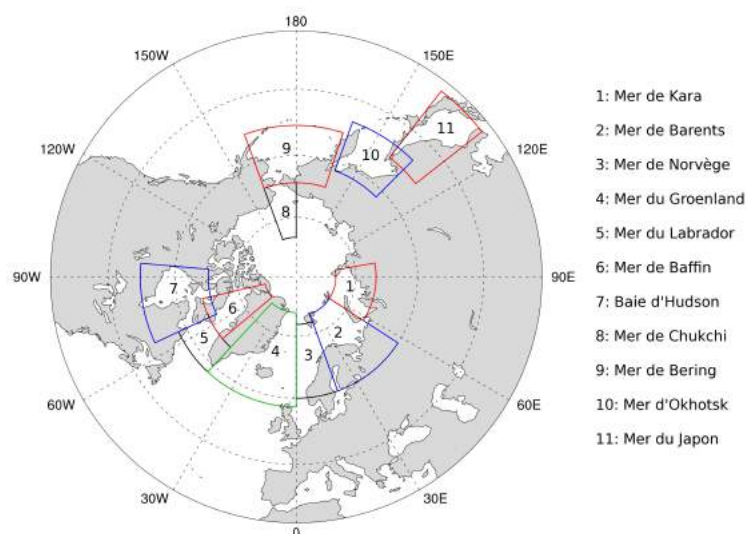 180
150W
150E
120W
120E
90W
90E
60W
60E
30W
30E
0
9
10
11
8
7
6
5
4
3
2
1
1: Mer de Kara
2: Mer de Barents
3: Mer de Norvège
4: Mer du Groenland
5: Mer du Labrador
6: Mer de Baffin
7: Baie d'Hudson
8: Mer de Chukchi
9: Mer de Bering
10: Mer d'Okhotsk
11: Mer du Japon